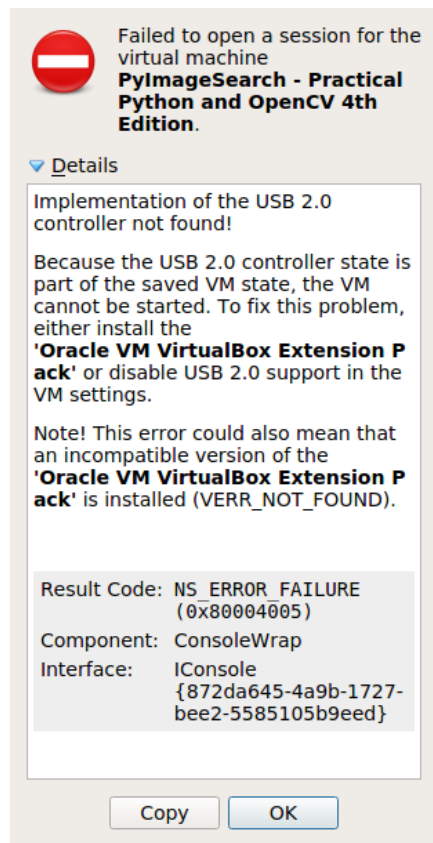 Failed to open a session for the
virtual machine
PyImageSearch - Practical
Python and OpenCV 4th
Edition.
Details
Implementation of the USB 2.0
controller not found!
Because the USB 2.0 controller state is
part of the saved VM state, the VM
cannot be started. To fix this problem,
either install the
'Oracle VM VirtualBox Extension P
ack' or disable USB 2.0 support in the
VM settings.
Note! This error could also mean that
an incompatible version of the
'Oracle VM VirtualBox Extension P
ack' is installed (VERR_NOT_FOUND).
Result Code: NS_ERROR_FAILURE
(0x80004005)
Component: ConsoleWrap
Interface: IConsole
{872da645-4a9b-1727-
bee2-5585105b9eed}
Copy OK